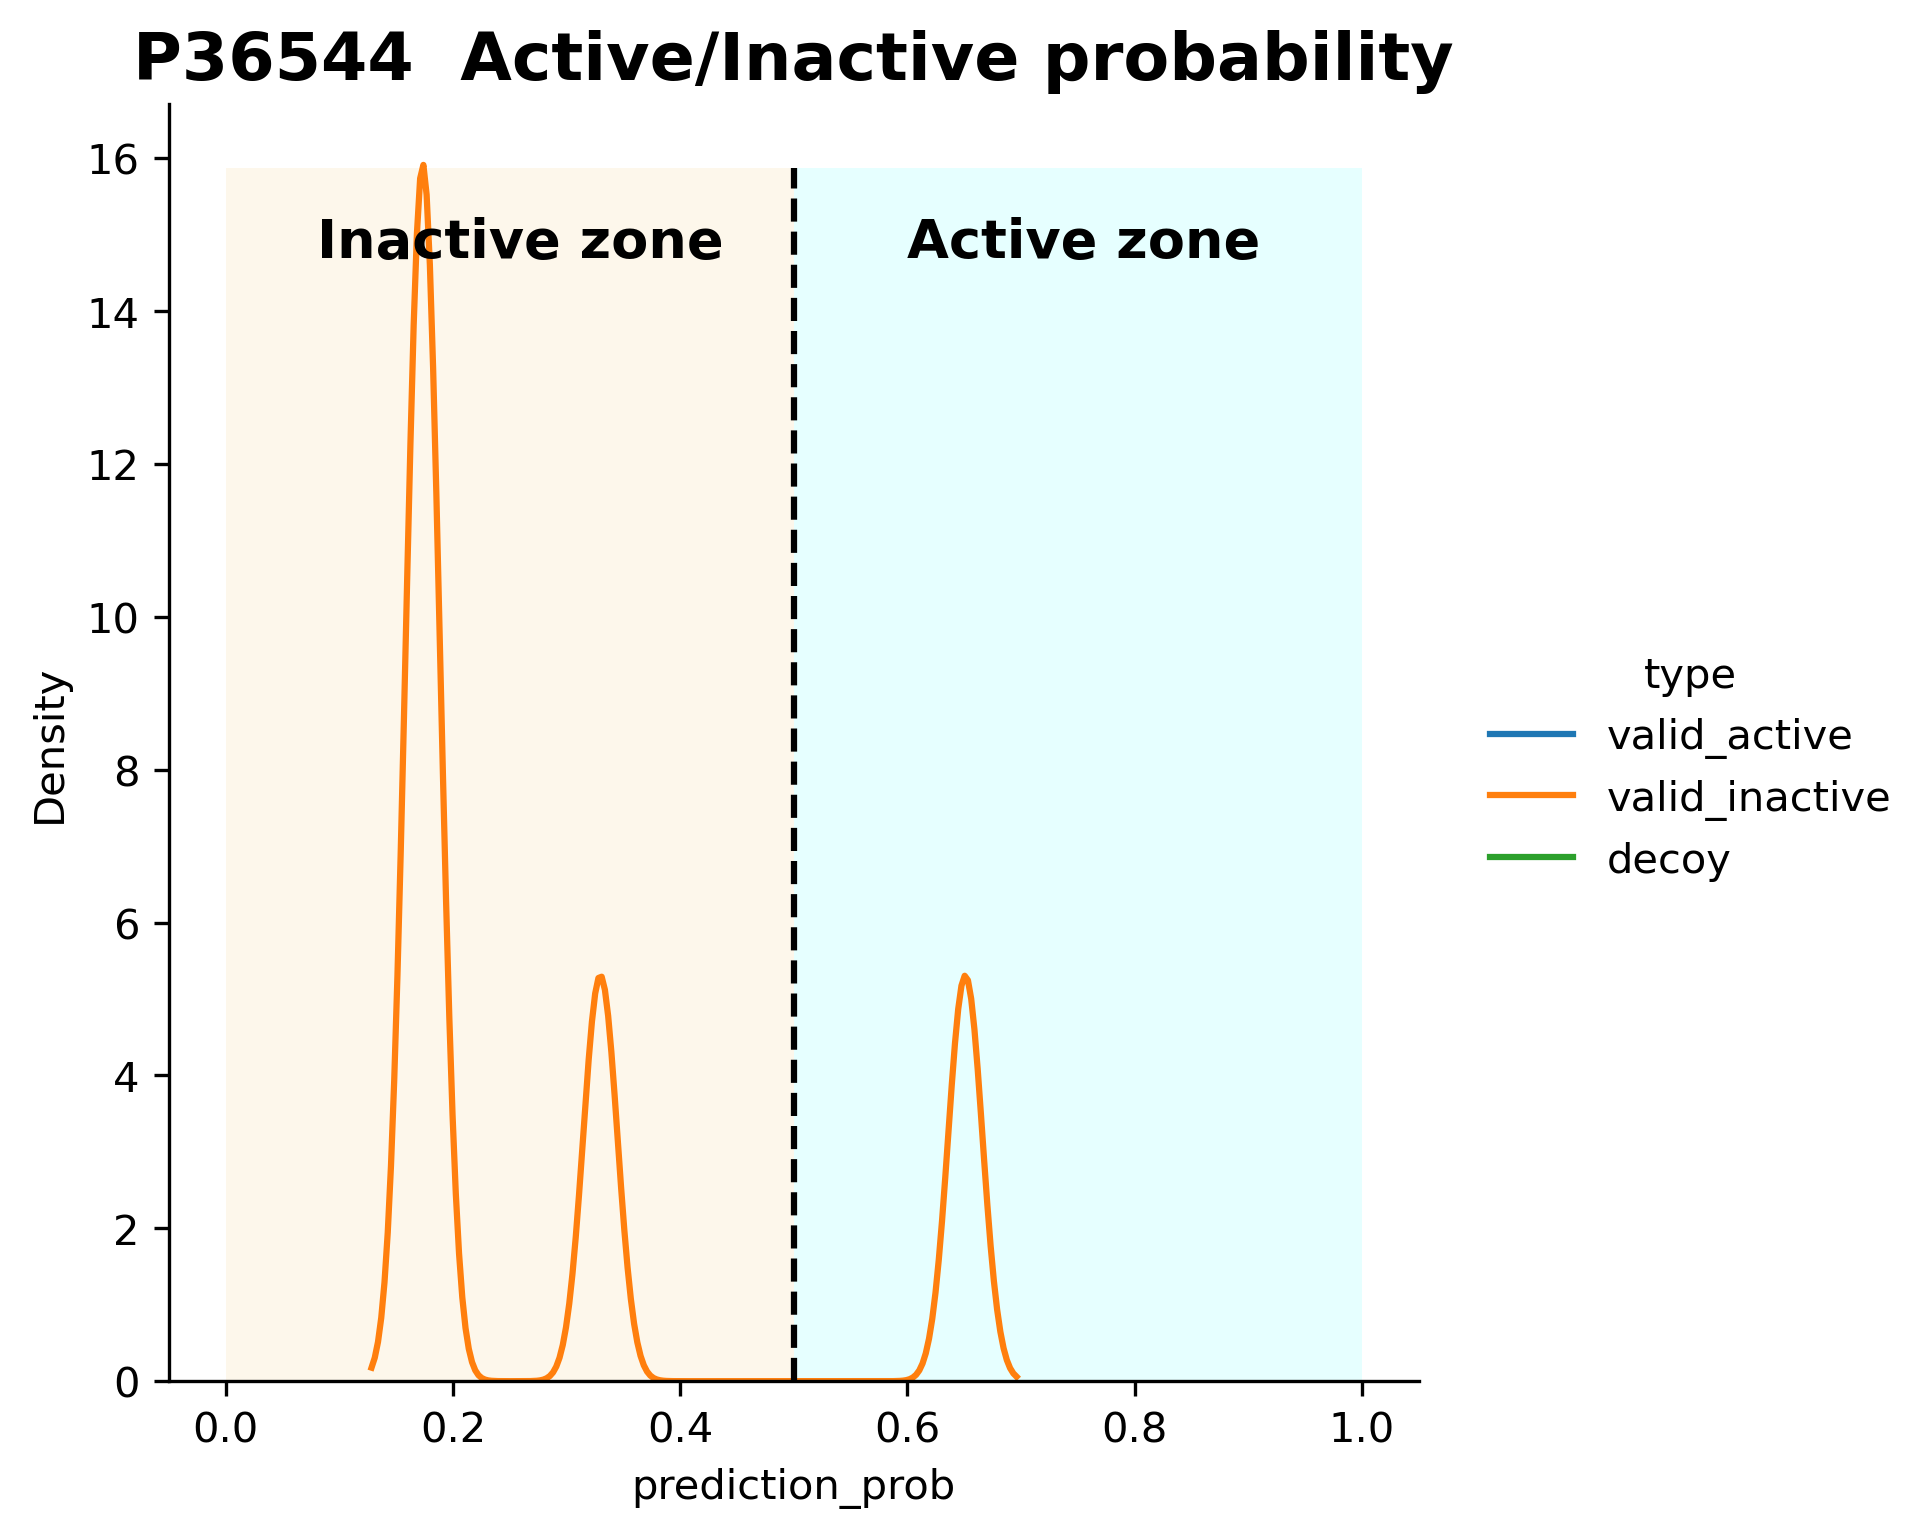 P36544  Active/Inactive probability
16
14
12
10
8
6
4
2
0
Density
Inactive zone
Active zone
0.0
0.2
0.4
0.6
0.8
1.0
prediction_prob
type
valid_active
valid_inactive
decoy